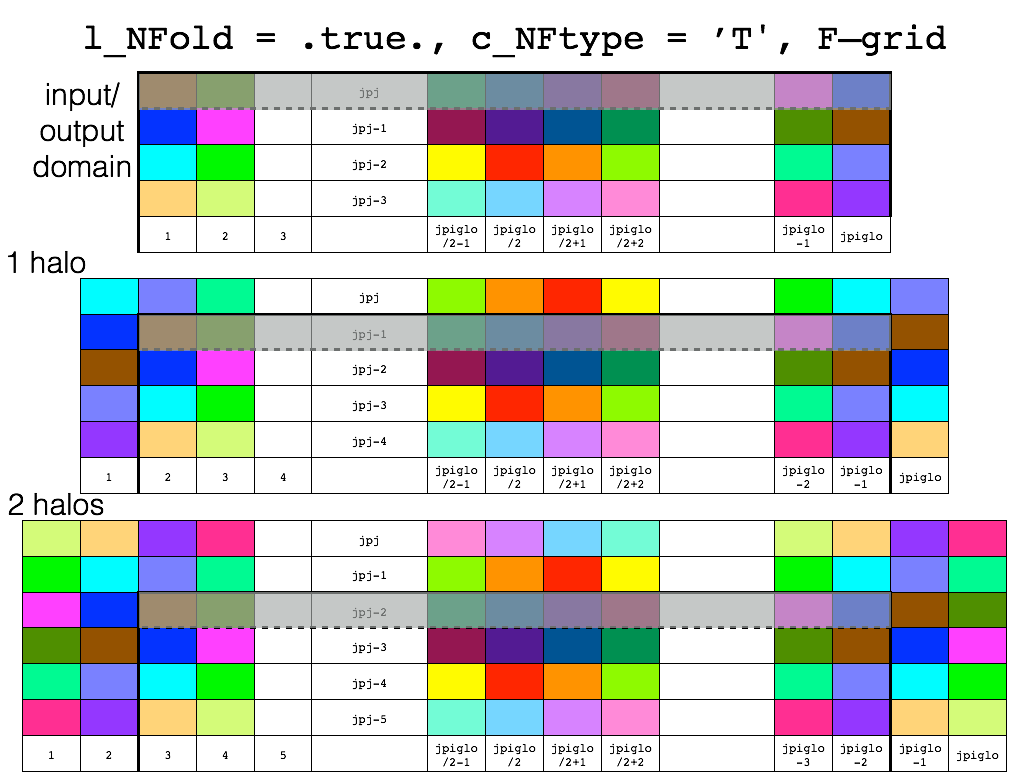 l_NFold = .true., c_NFtype = ’T', F–grid
input/
output
domain
jpj
jpj-1
jpj-2
jpj-3
1 2 3 jpiglo/2-1 jpiglo/2 jpiglo/2+1 jpiglo/2+2 jpiglo-1 jpiglo
1 halo
jpj
jpj-1
jpj-2
jpj-3
jpj-4
1 2 3 4 jpiglo/2-1 jpiglo/2 jpiglo/2+1 jpiglo/2+2 jpiglo-2 jpiglo-1 jpiglo
2 halos
jpj
jpj-1
jpj-2
jpj-3
jpj-4
jpj-5
1 2 3 4 5 jpiglo/2-1 jpiglo/2 jpiglo/2+1 jpiglo/2+2 jpiglo-3 jpiglo-2 jpiglo-1 jpiglo